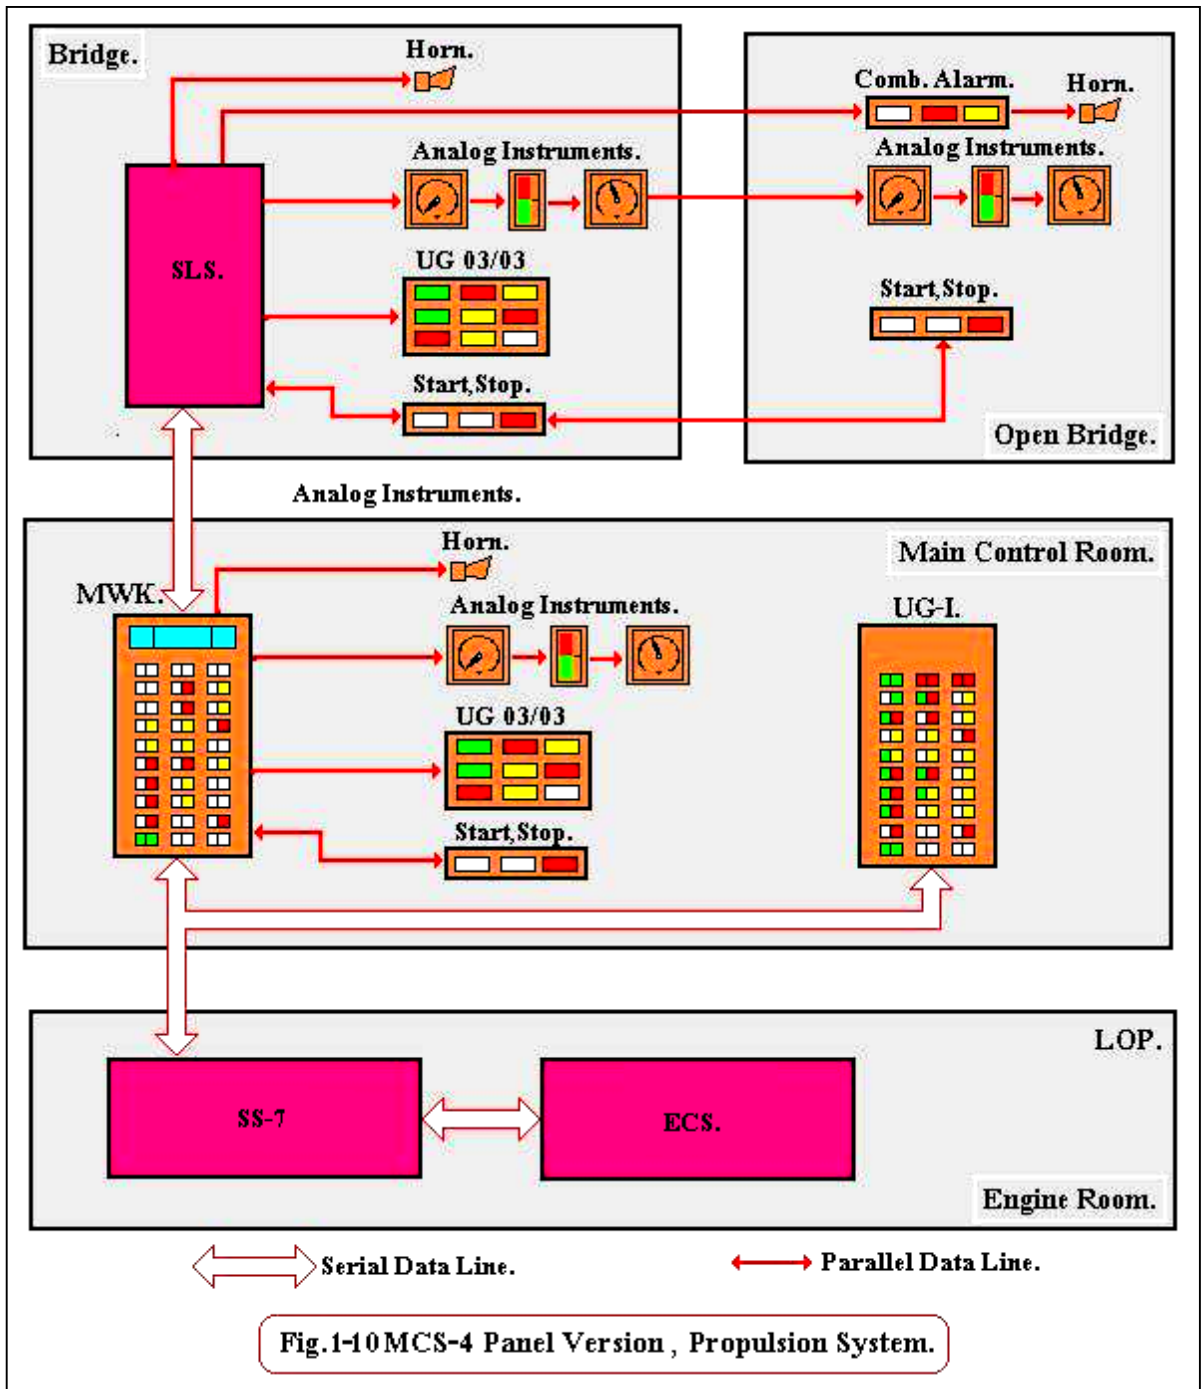 Bridge.
Horn.
Comb. Alarm.
Horn.
Analog Instruments.
Analog Instruments.
SLS.
UG 03/03
Start,Stop.
Start,Stop.
Open Bridge.
Analog Instruments.
Horn.
Main Control Room.
MWK.
Analog Instruments.
UG-I.
UG 03/03
Start,Stop.
LOP.
SS-7
ECS.
Engine Room.
Serial Data Line.
Parallel Data Line.
Fig.1-10 MCS-4 Panel Version , Propulsion System.